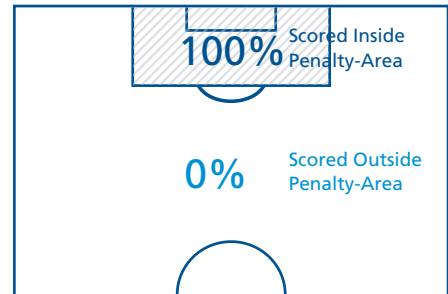 100%
Scored Inside
Penalty-Area
0%
Scored Outside
Penalty-Area